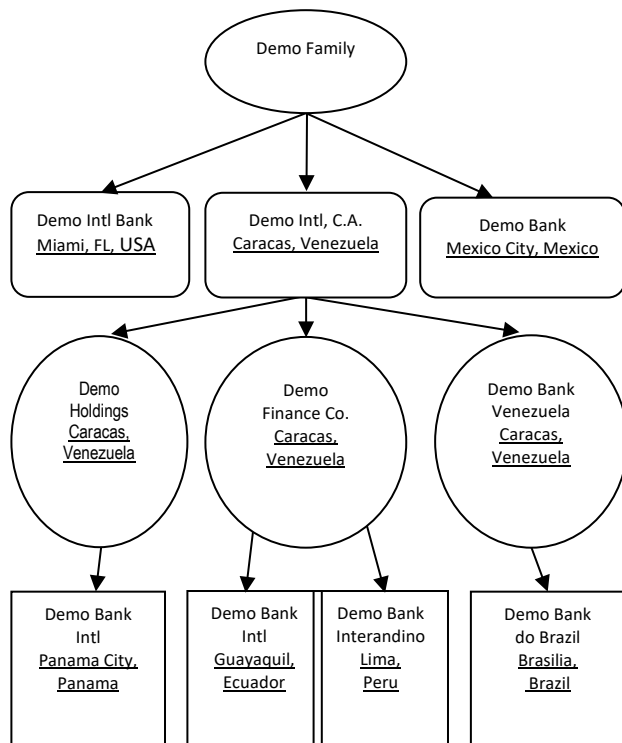 Demo Family
Demo Intl Bank
Miami, FL, USA
Demo Intl, C.A.
Caracas, Venezuela
Demo Bank
Mexico City, Mexico
Demo
Holdings
Caracas,
Venezuela
Demo
Finance Co.
Caracas,
Venezuela
Demo Bank
Venezuela
Caracas,
Venezuela
Demo Bank
Intl
Panama City,
Panama
Demo Bank
Intl
Guayaquil,
Ecuador
Demo Bank
Interandino
Lima,
Peru
Demo Bank
do Brazil
Brasilia,
Brazil